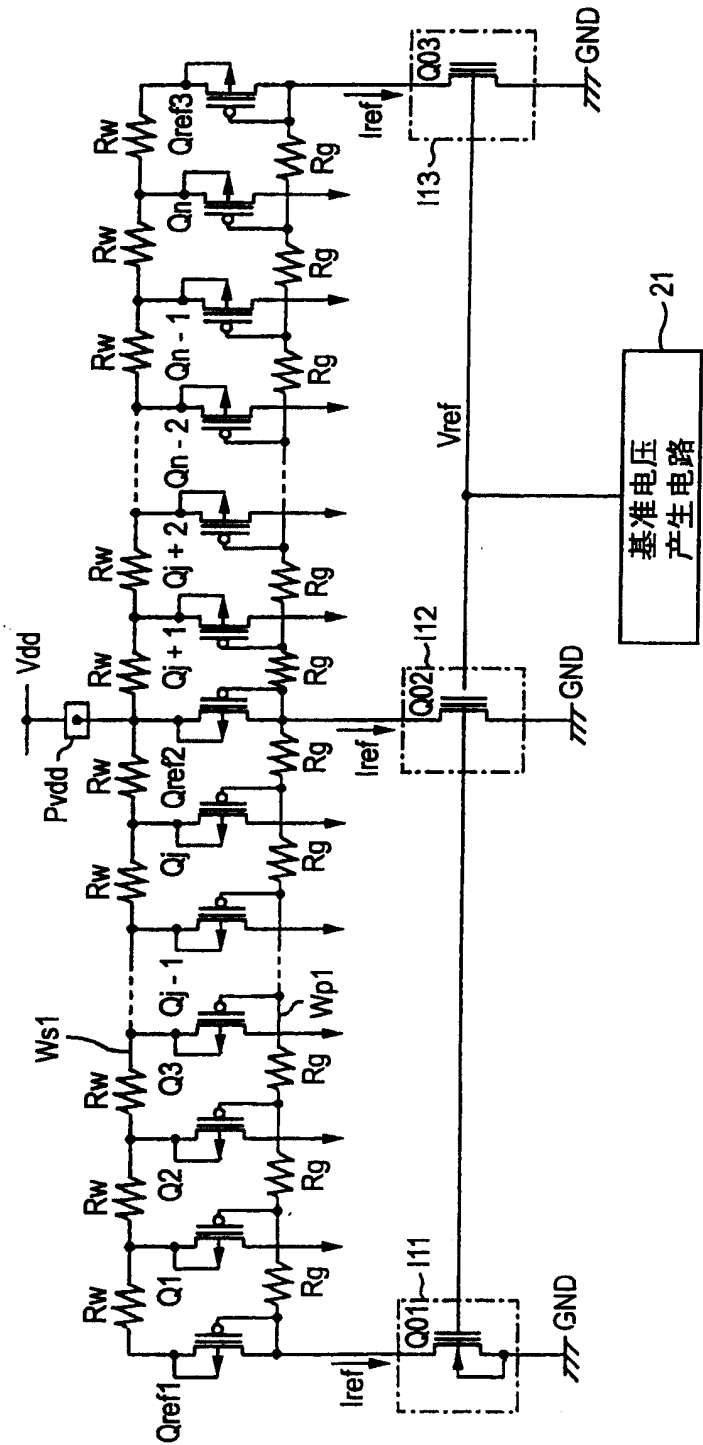 Vdd
Pvdd
Ws1
Rw
Rw
Rw
Rw
Rw
Rw
Rw
Rw
Rw
Rw
Qref1
Q1
Q2
Q3
Qj - 1
Qj
Qref2
Qj + 1
Qj + 2
Qn - 2
Qn - 1
Qn
Qref3
Rg
Rg
Rg
Wp1
Rg
Rg
Rg
Rg
Rg
Rg
Rg
Iref
Iref
Iref
I11
I12
I13
Q01
Q02
Q03
Vref
GND
GND
GND
21
基准电压
产生电路